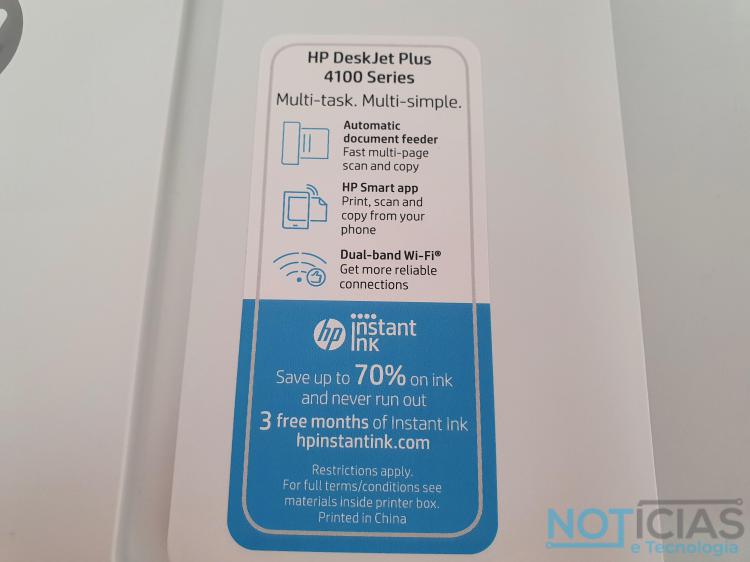 HP DeskJet Plus
4100 Series
Multi-task. Multi-simple.
Automatic
document feeder
Fast multi-page
scan and copy
HP Smart app
Print, scan and
copy from your
phone
Dual-band Wi-Fi®
Get more reliable
connections
hp instant
ink
Save up to 70% on ink
and never run out
3 free months of Instant Ink
hpinstantink.com
Restrictions apply.
For full terms/conditions see
materials inside printer box.
Printed in China
NOTICIAS
e Tecnologia